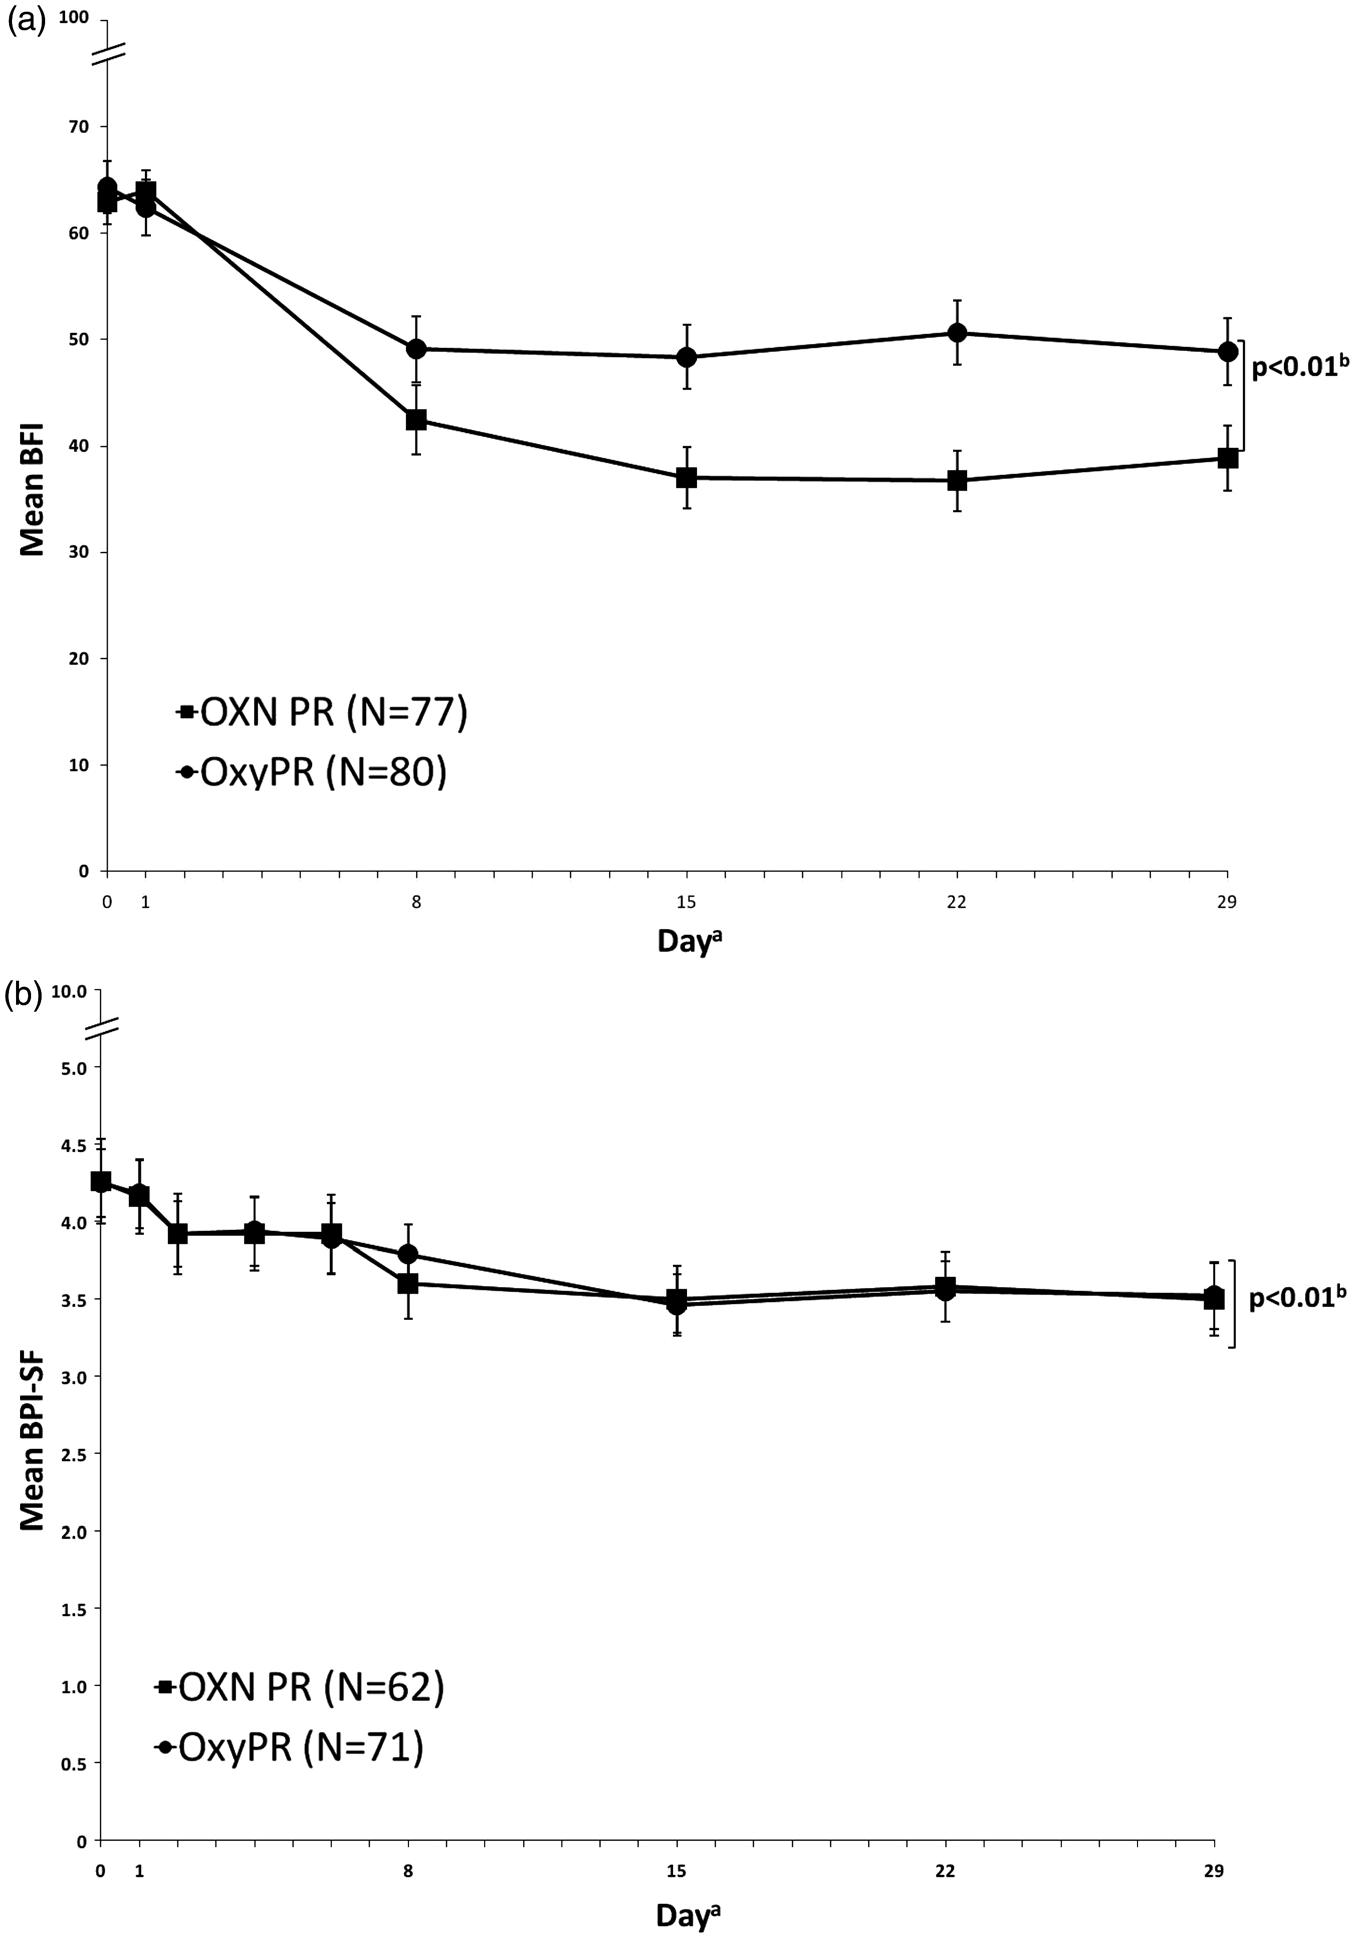 (a)
100
70
60
50
40
30
20
10
0
Mean BFI
p<0.01ᵇ
OXN PR (N=77)
OxyPR (N=80)
0 1 8 15 22 29
Dayᵃ
(b)
10.0
5.0
4.5
4.0
3.5
3.0
2.5
2.0
1.5
1.0
0.5
0
Mean BPI-SF
p<0.01ᵇ
OXN PR (N=62)
OxyPR (N=71)
0 1 8 15 22 29
Dayᵃ